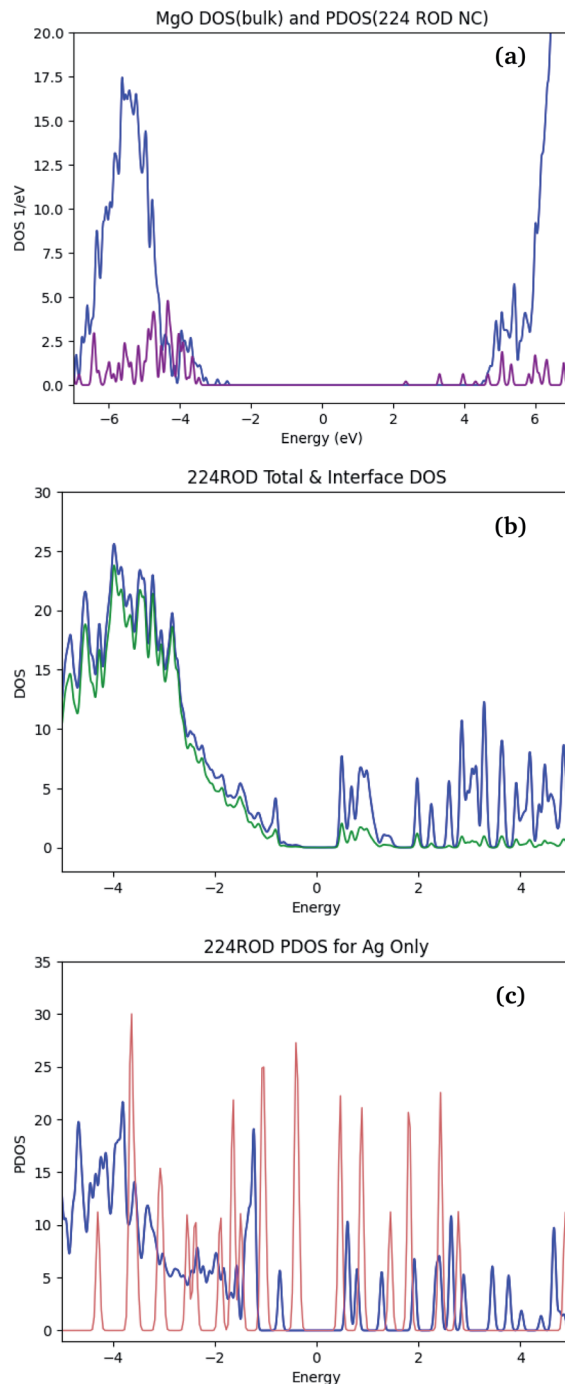 MgO DOS(bulk) and PDOS(224 ROD NC)
(a)
20.0
17.5
15.0
12.5
10.0
7.5
5.0
2.5
0.0
DOS 1/eV
−6 −4 −2 0 2 4 6
Energy (eV)
224ROD Total & Interface DOS
(b)
30
25
20
15
10
5
0
DOS
−4 −2 0 2 4
Energy
224ROD PDOS for Ag Only
(c)
35
30
25
20
15
10
5
0
PDOS
−4 −2 0 2 4
Energy